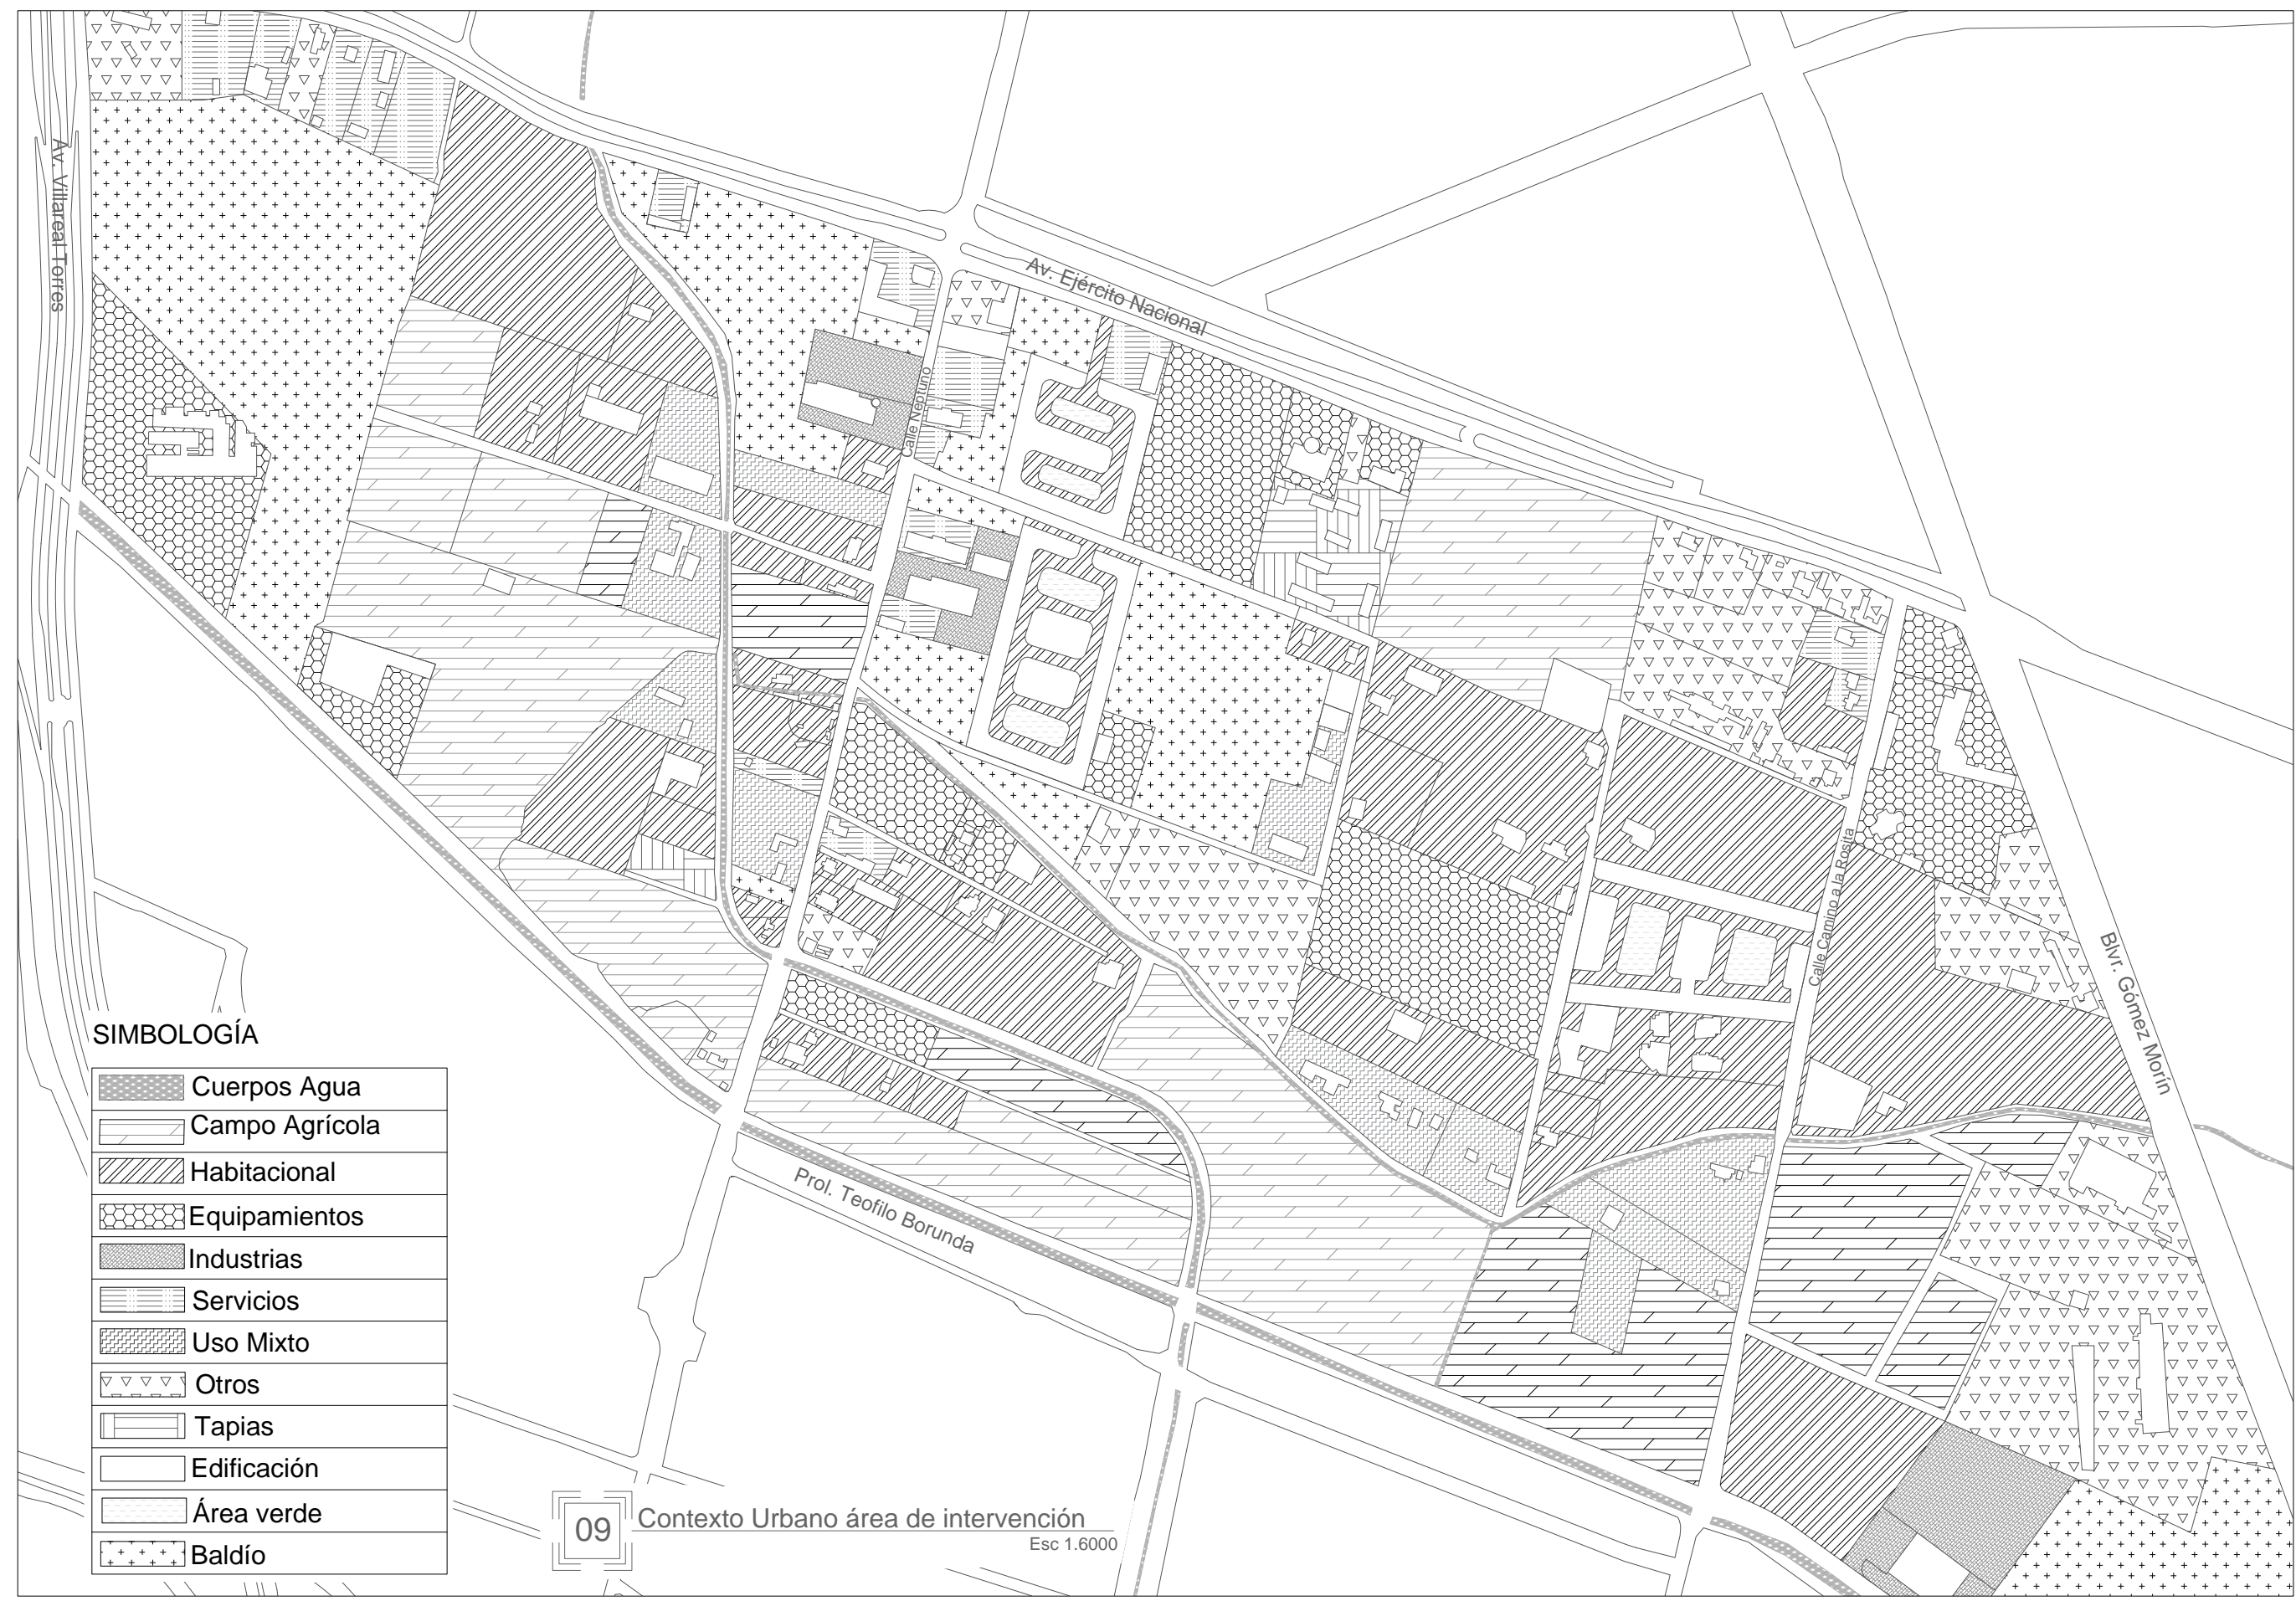 Av. Villareal Torres
Av. Ejército Nacional
Calle Neptuno
Calle Camino a la Rosita
Blvr. Gómez Morín
Prol. Teofilo Borunda
SIMBOLOGÍA
Cuerpos Agua
Campo Agrícola
Habitacional
Equipamientos
Industrias
Servicios
Uso Mixto
Otros
Tapias
Edificación
Área verde
Baldío
09
Contexto Urbano área de intervención
Esc 1.6000